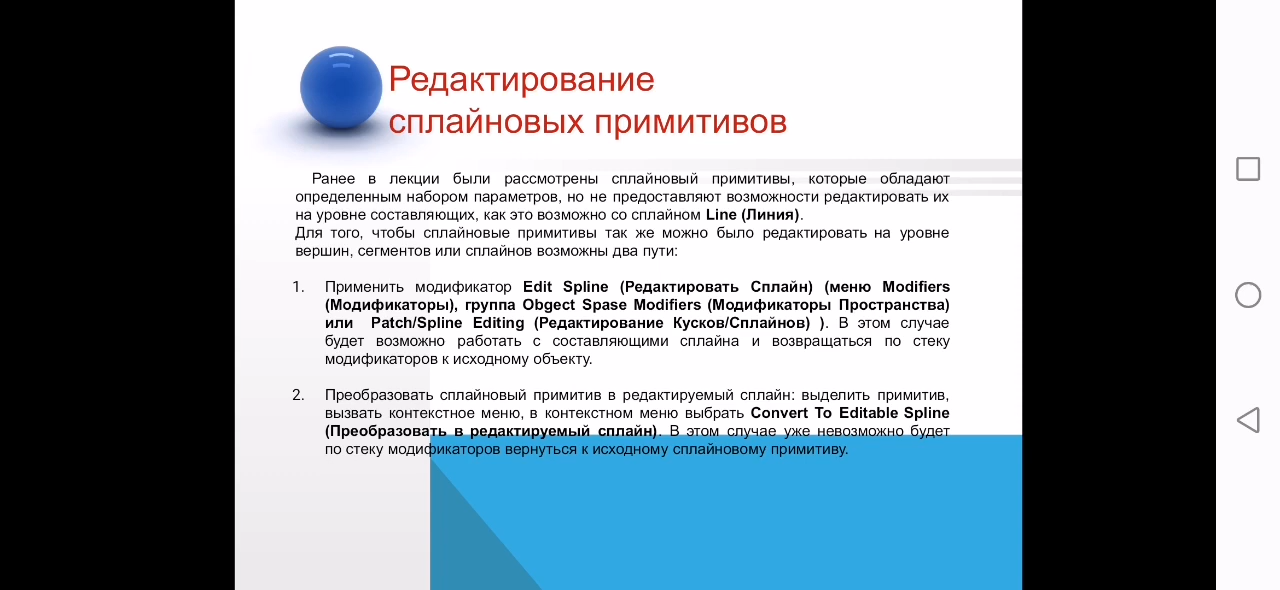 Редактирование
сплайновых примитивов
Ранее в лекции были рассмотрены сплайновый примитивы, которые обладают
определенным набором параметров, но не предоставляют возможности редактировать их
на уровне составляющих, как это возможно со сплайном Line (Линия).
Для того, чтобы сплайновые примитивы так же можно было редактировать на уровне
вершин, сегментов или сплайнов возможны два пути:
1. Применить модификатор Edit Spline (Редактировать Сплайн) (меню Modifiers
(Модификаторы), группа Obgect Spase Modifiers (Модификаторы Пространства)
или Patch/Spline Editing (Редактирование Кусков/Сплайнов) ). В этом случае
будет возможно работать с составляющими сплайна и возвращаться по стеку
модификаторов к исходному объекту.
2. Преобразовать сплайновый примитив в редактируемый сплайн: выделить примитив,
вызвать контекстное меню, в контекстном меню выбрать Convert To Editable Spline
(Преобразовать в редактируемый сплайн). В этом случае уже невозможно будет
по стеку модификаторов вернуться к исходному сплайновому примитиву.